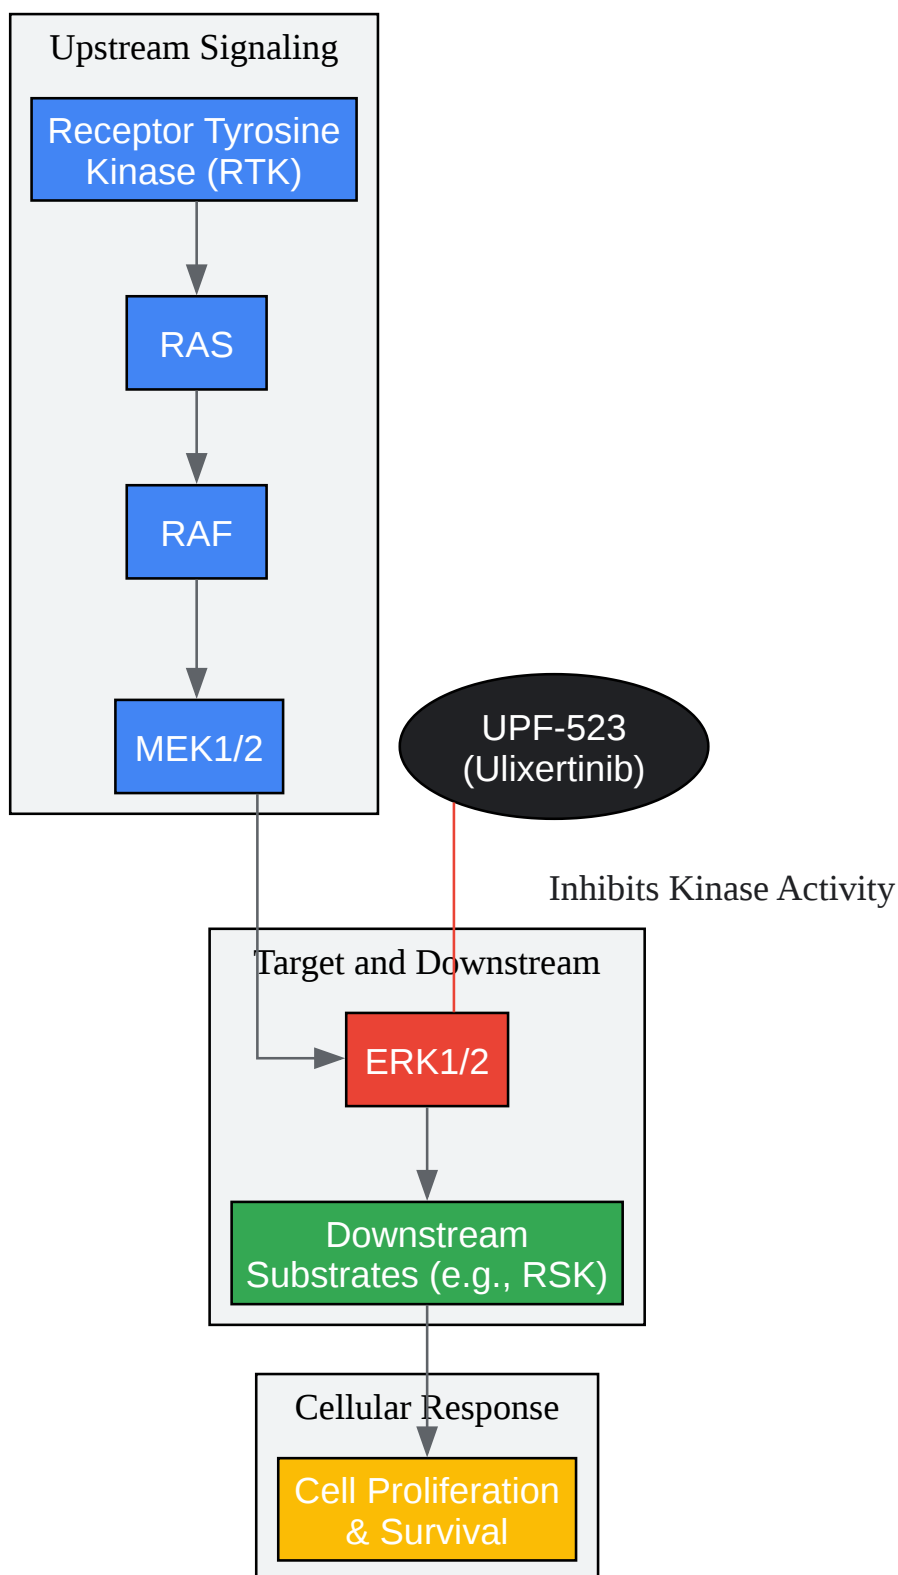 Upstream Signaling
Receptor Tyrosine
Kinase (RTK)
RAS
RAF
MEK1/2
UPF-523
(Ulixertinib)
Inhibits Kinase Activity
Target and Downstream
ERK1/2
Downstream
Substrates (e.g., RSK)
Cellular Response
Cell Proliferation
& Survival